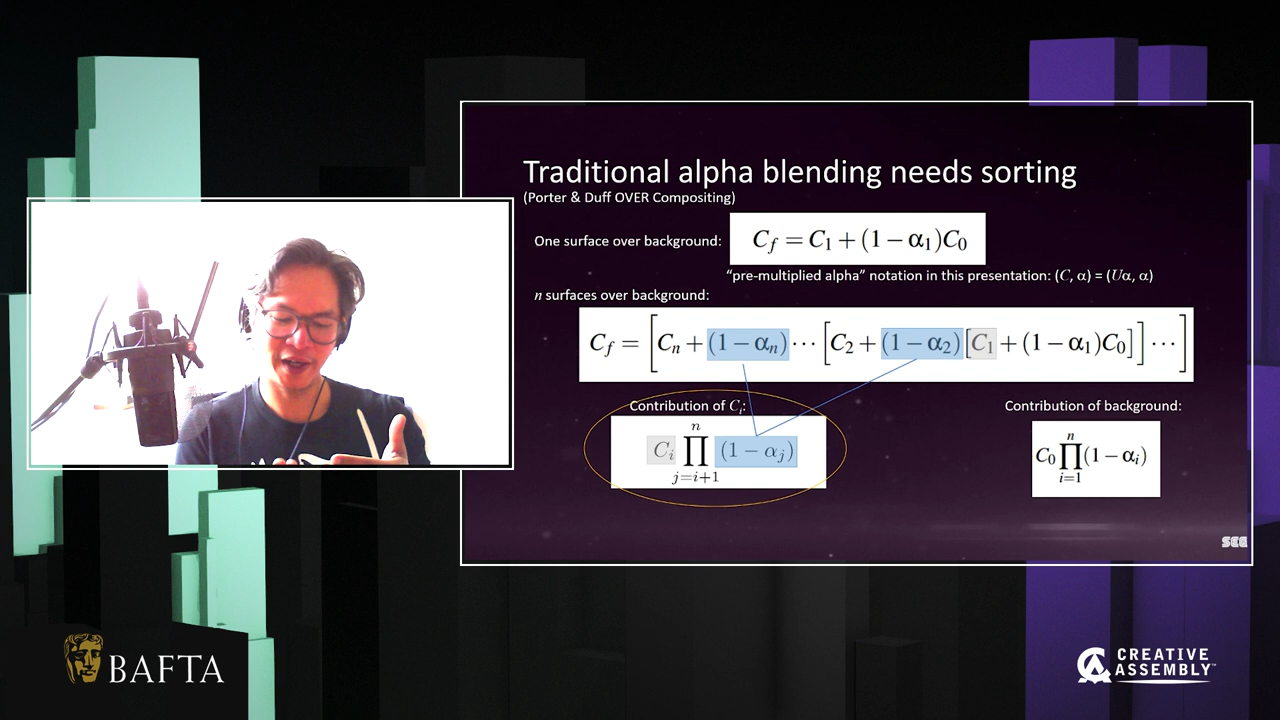 Traditional alpha blending needs sorting
(Porter & Duff OVER Compositing)
One surface over background:
C_f = C_1 + (1 − α_1)C_0
“pre-multiplied alpha” notation in this presentation: (C, α) = (Uα, α)
n surfaces over background:
C_f = [C_n + (1 − α_n) ⋯ [C_2 + (1 − α_2)[C_1 + (1 − α_1)C_0]] ⋯]
Contribution of C_i:
C_i ∏_{j=i+1}^{n} (1 − α_j)
Contribution of background:
C_0 ∏_{i=1}^{n} (1 − α_i)
BAFTA
CREATIVE
ASSEMBLY™